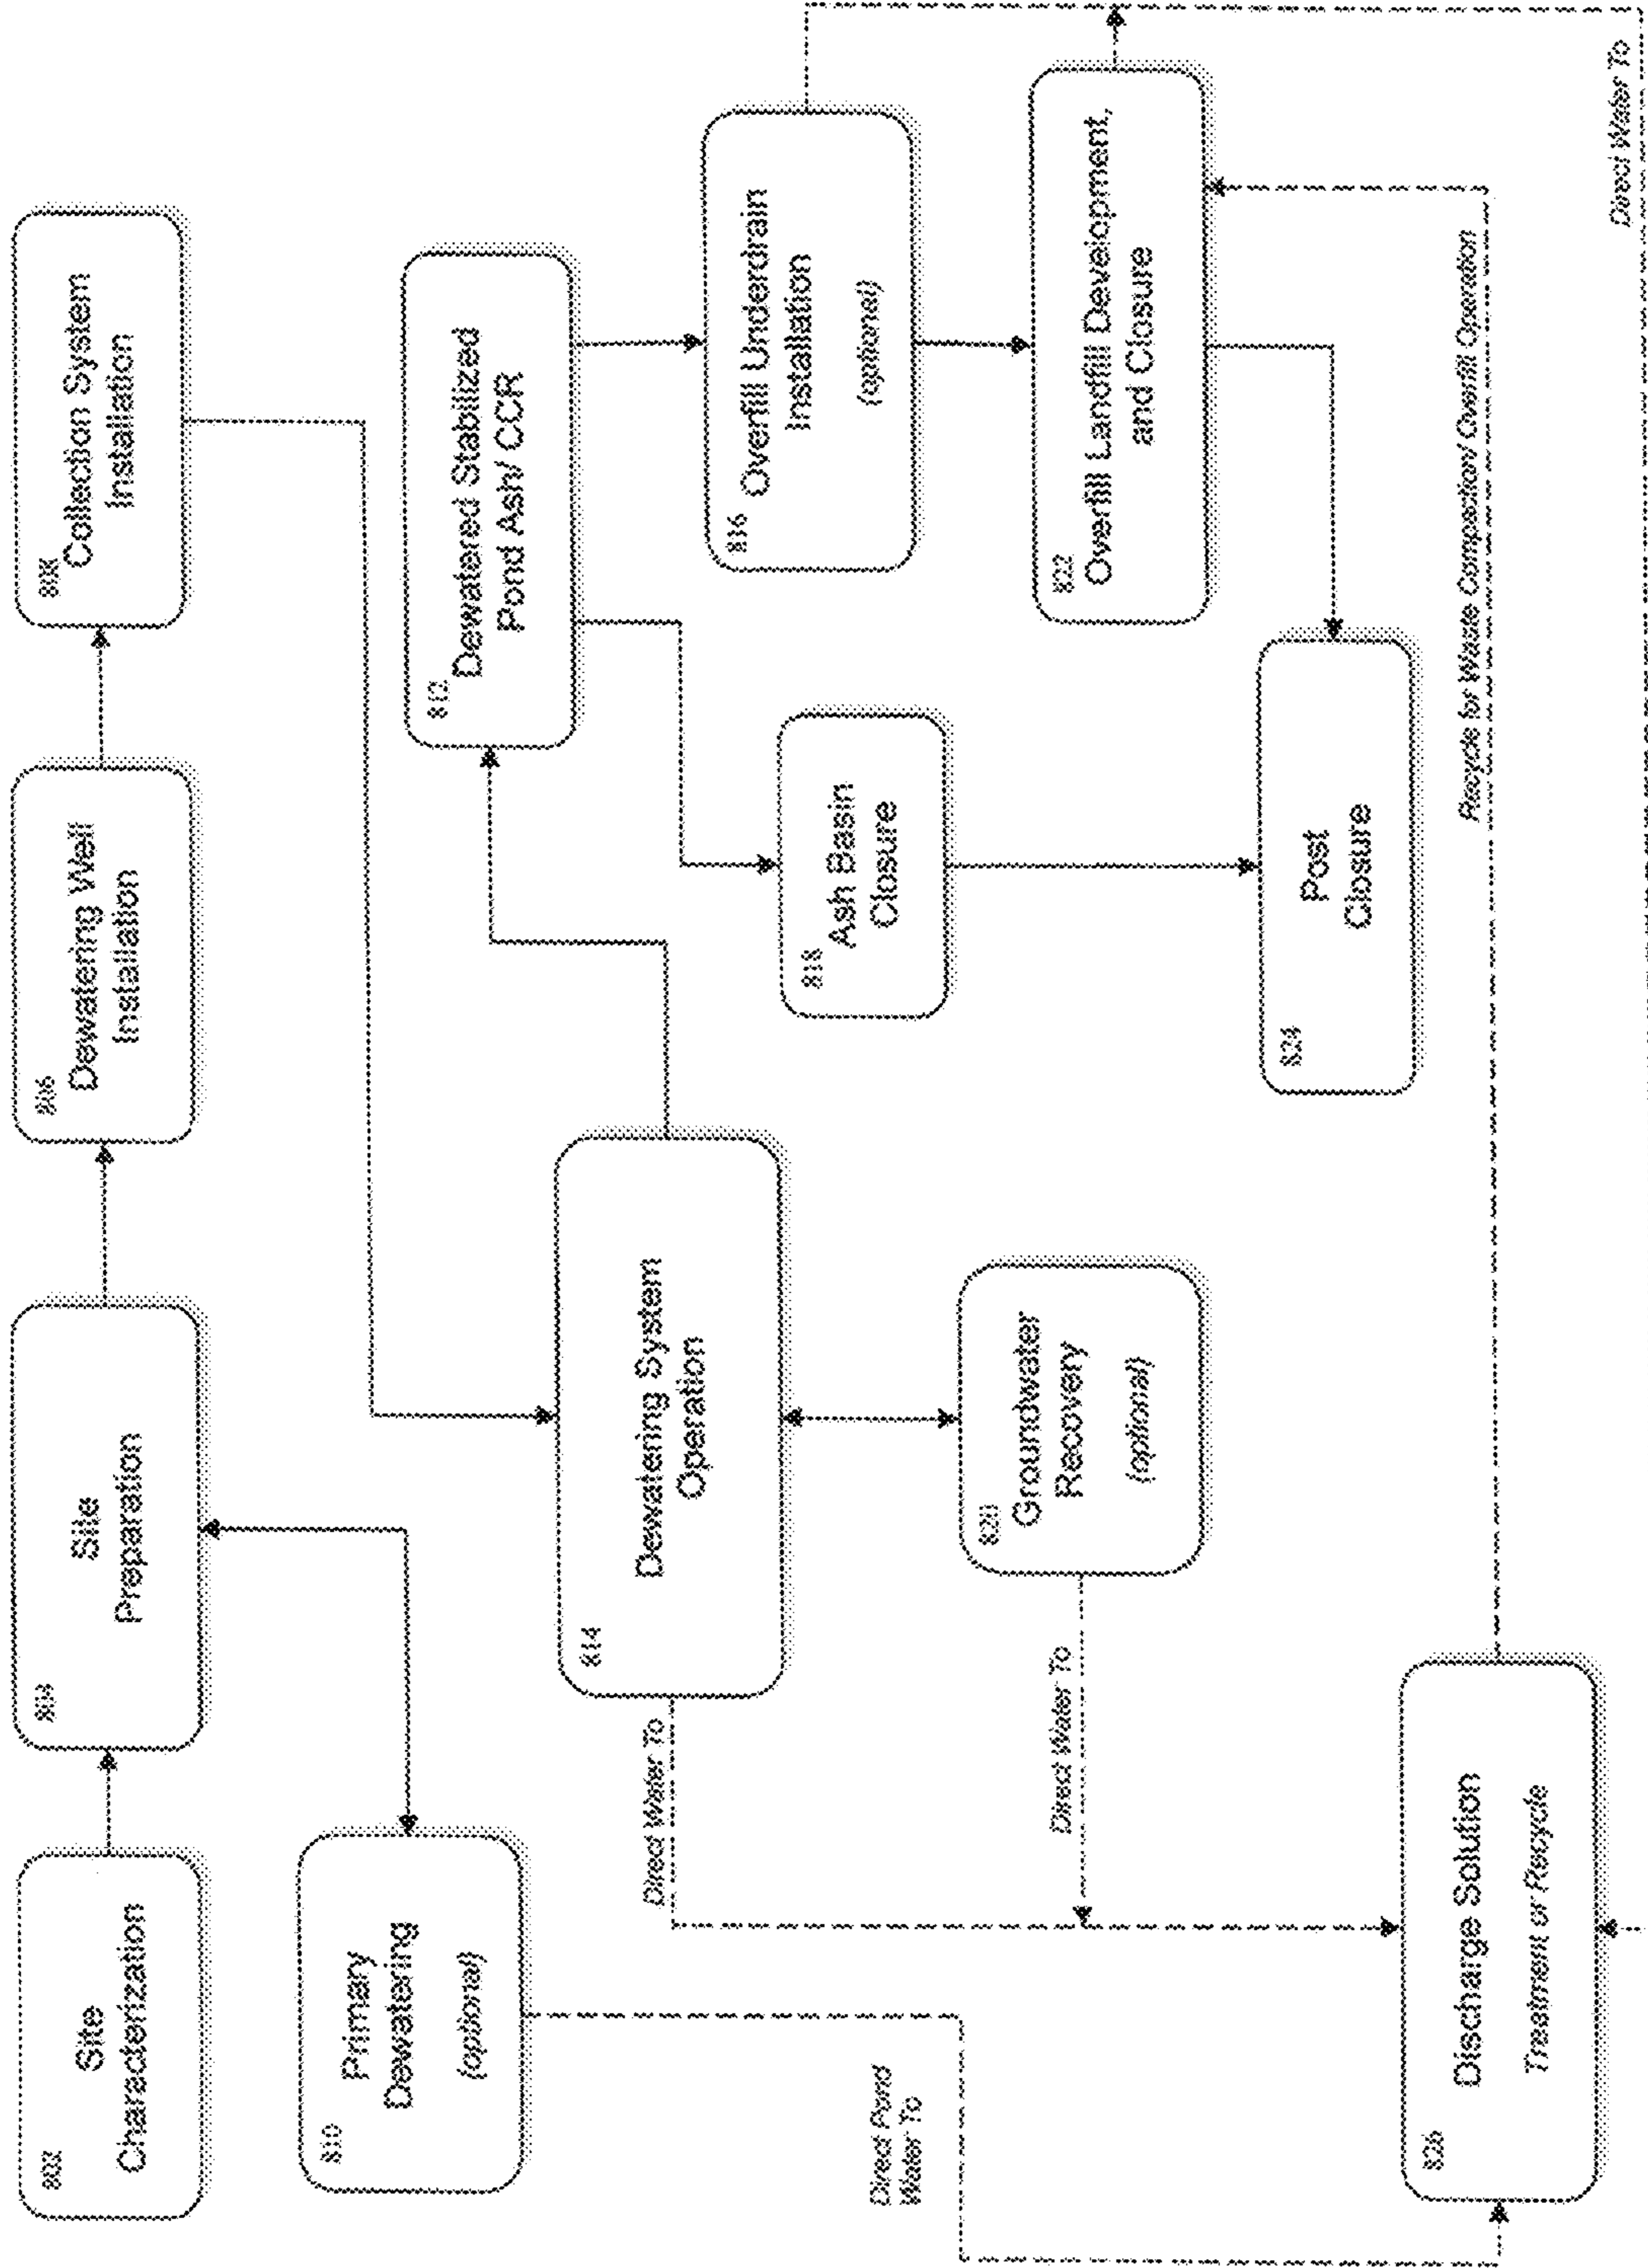 802
Site
Characterization
804
Site
Preparation
806
Dewatering Well
Installation
808
Collection System
Installation
810
Primary
Dewatering
(optional)
812
Dewatered Stabilized
Pond Ash/ CCR
814
Dewatering System
Operation
816
Overfill Underdrain
Installation
(optional)
818
Ash Basin
Closure
820
Groundwater
Recovery
(optional)
822
Overfill Landfill Development,
and Closure
824
Post
Closure
826
Discharge Solution
Treatment or Recycle
Direct Pond
Water To
Direct Water To
Direct Water To
Recycle for Waste Compaction/ Overfill Operation
Direct Water To